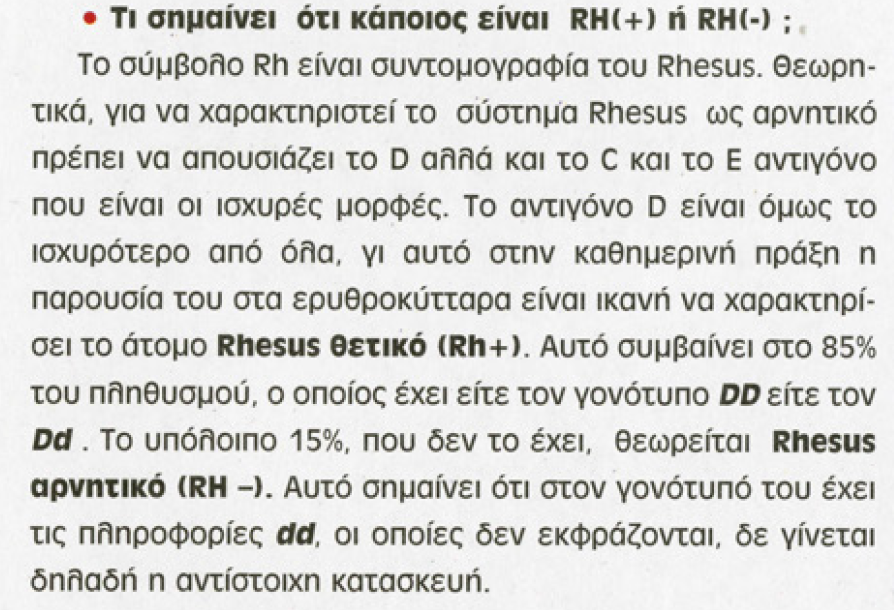 • Τι σημαίνει ότι κάποιος είναι RH(+) ή RH(-) ;
Το σύμβολο Rh είναι συντομογραφία του Rhesus. Θεωρη-
τικά, για να χαρακτηριστεί το σύστημα Rhesus ως αρνητικό
πρέπει να απουσιάζει το D αλλά και το C και το E αντιγόνο
που είναι οι ισχυρές μορφές. Το αντιγόνο D είναι όμως το
ισχυρότερο από όλα, γι αυτό στην καθημερινή πράξη η
παρουσία του στα ερυθροκύτταρα είναι ικανή να χαρακτηρί-
σει το άτομο Rhesus θετικό (Rh+). Αυτό συμβαίνει στο 85%
του πληθυσμού, ο οποίος έχει είτε τον γονότυπο DD είτε τον
Dd . Το υπόλοιπο 15%, που δεν το έχει, θεωρείται Rhesus
αρνητικό (RH –). Αυτό σημαίνει ότι στον γονότυπό του έχει
τις πληροφορίες dd, οι οποίες δεν εκφράζονται, δε γίνεται
δηλαδή η αντίστοιχη κατασκευή.